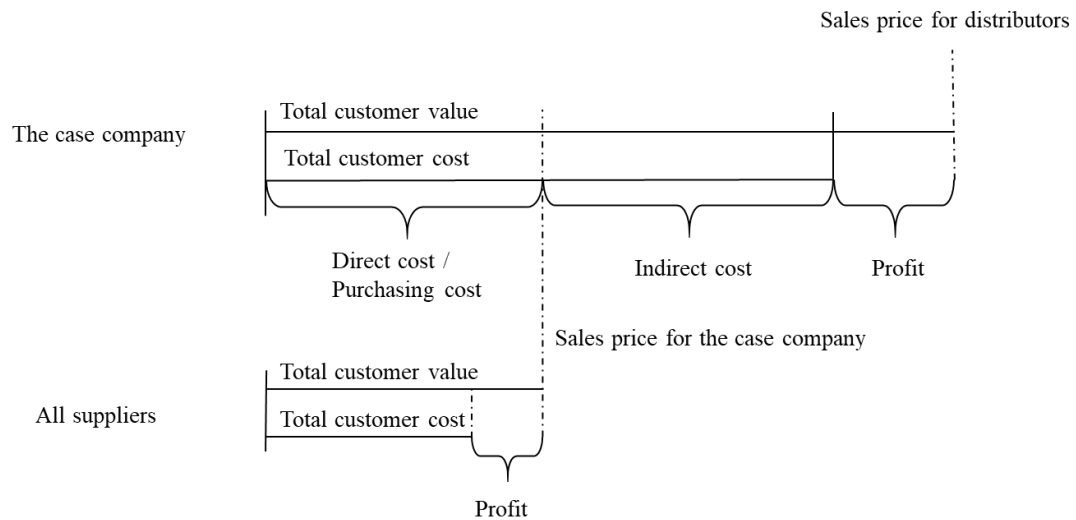 Sales price for distributors
Total customer value
The case company
Total customer cost
Direct cost /
Purchasing cost
Indirect cost
Profit
Sales price for the case company
Total customer value
All suppliers
Total customer cost
Profit